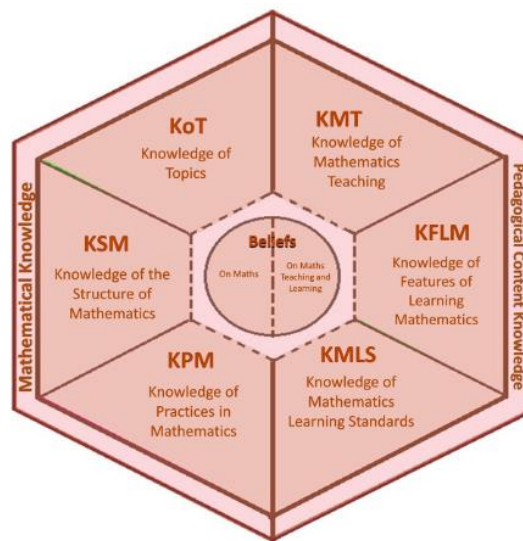 KoT
Knowledge of
Topics
KMT
Knowledge of
Mathematics
Teaching
Mathematical Knowledge
KSM
Knowledge of the
Structure of
Mathematics
Beliefs
On Maths
On Maths
Teaching and
Learning
KFLM
Knowledge of
Features of
Learning
Mathematics
Pedagogical Content Knowledge
KPM
Knowledge of
Practices in
Mathematics
KMLS
Knowledge of
Mathematics
Learning Standards